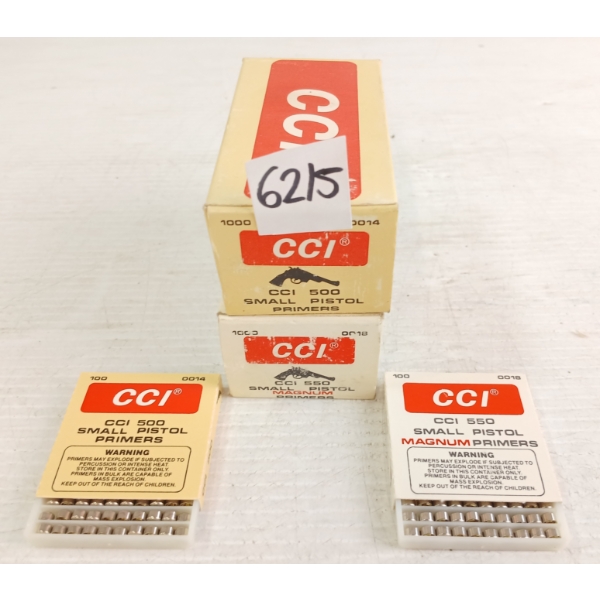 CCI
6215
1000 0014
CCI®
CCI 500
SMALL PISTOL
PRIMERS
1000 0018
CCI®
CCI 550
SMALL PISTOL
MAGNUM
PRIMERS
100 0014
CCI®
CCI 500
SMALL PISTOL
PRIMERS
WARNING
PRIMERS MAY EXPLODE IF SUBJECTED TO
PERCUSSION OR INTENSE HEAT.
STORE IN THIS CONTAINER ONLY.
PRIMERS IN BULK ARE CAPABLE OF
MASS EXPLOSION.
KEEP OUT OF THE REACH OF CHILDREN.
100 0018
CCI®
CCI 550
SMALL PISTOL
MAGNUM PRIMERS
WARNING
PRIMERS MAY EXPLODE IF SUBJECTED TO
PERCUSSION OR INTENSE HEAT.
STORE IN THIS CONTAINER ONLY.
PRIMERS IN BULK ARE CAPABLE OF
MASS EXPLOSION.
KEEP OUT OF THE REACH OF CHILDREN.